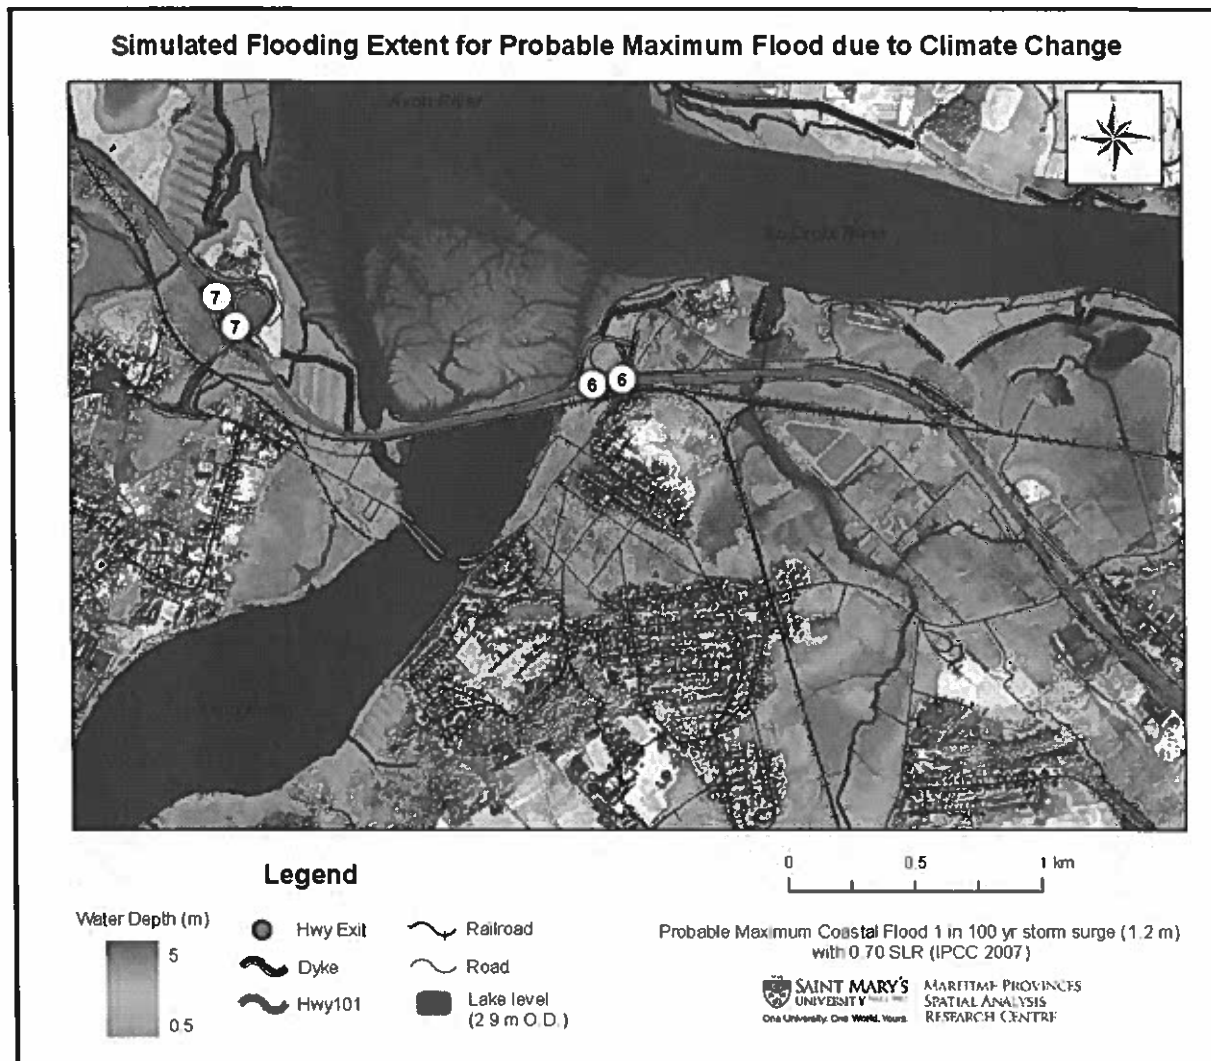 Simulated Flooding Extent for Probable Maximum Flood due to Climate Change
Avon River
St. Croix River
7
7
6
6
Legend
Water Depth (m)
5
0.5
Hwy Exit
Dyke
Hwy101
Railroad
Road
Lake level
(2.9 m O.D.)
0
0.5
1 km
Probable Maximum Coastal Flood 1 in 100 yr storm surge (1.2 m)
with 0.70 SLR (IPCC 2007)
SAINT MARY'S
UNIVERSITY
One University. One World. Yours.
MARITIME PROVINCES
SPATIAL ANALYSIS
RESEARCH CENTRE